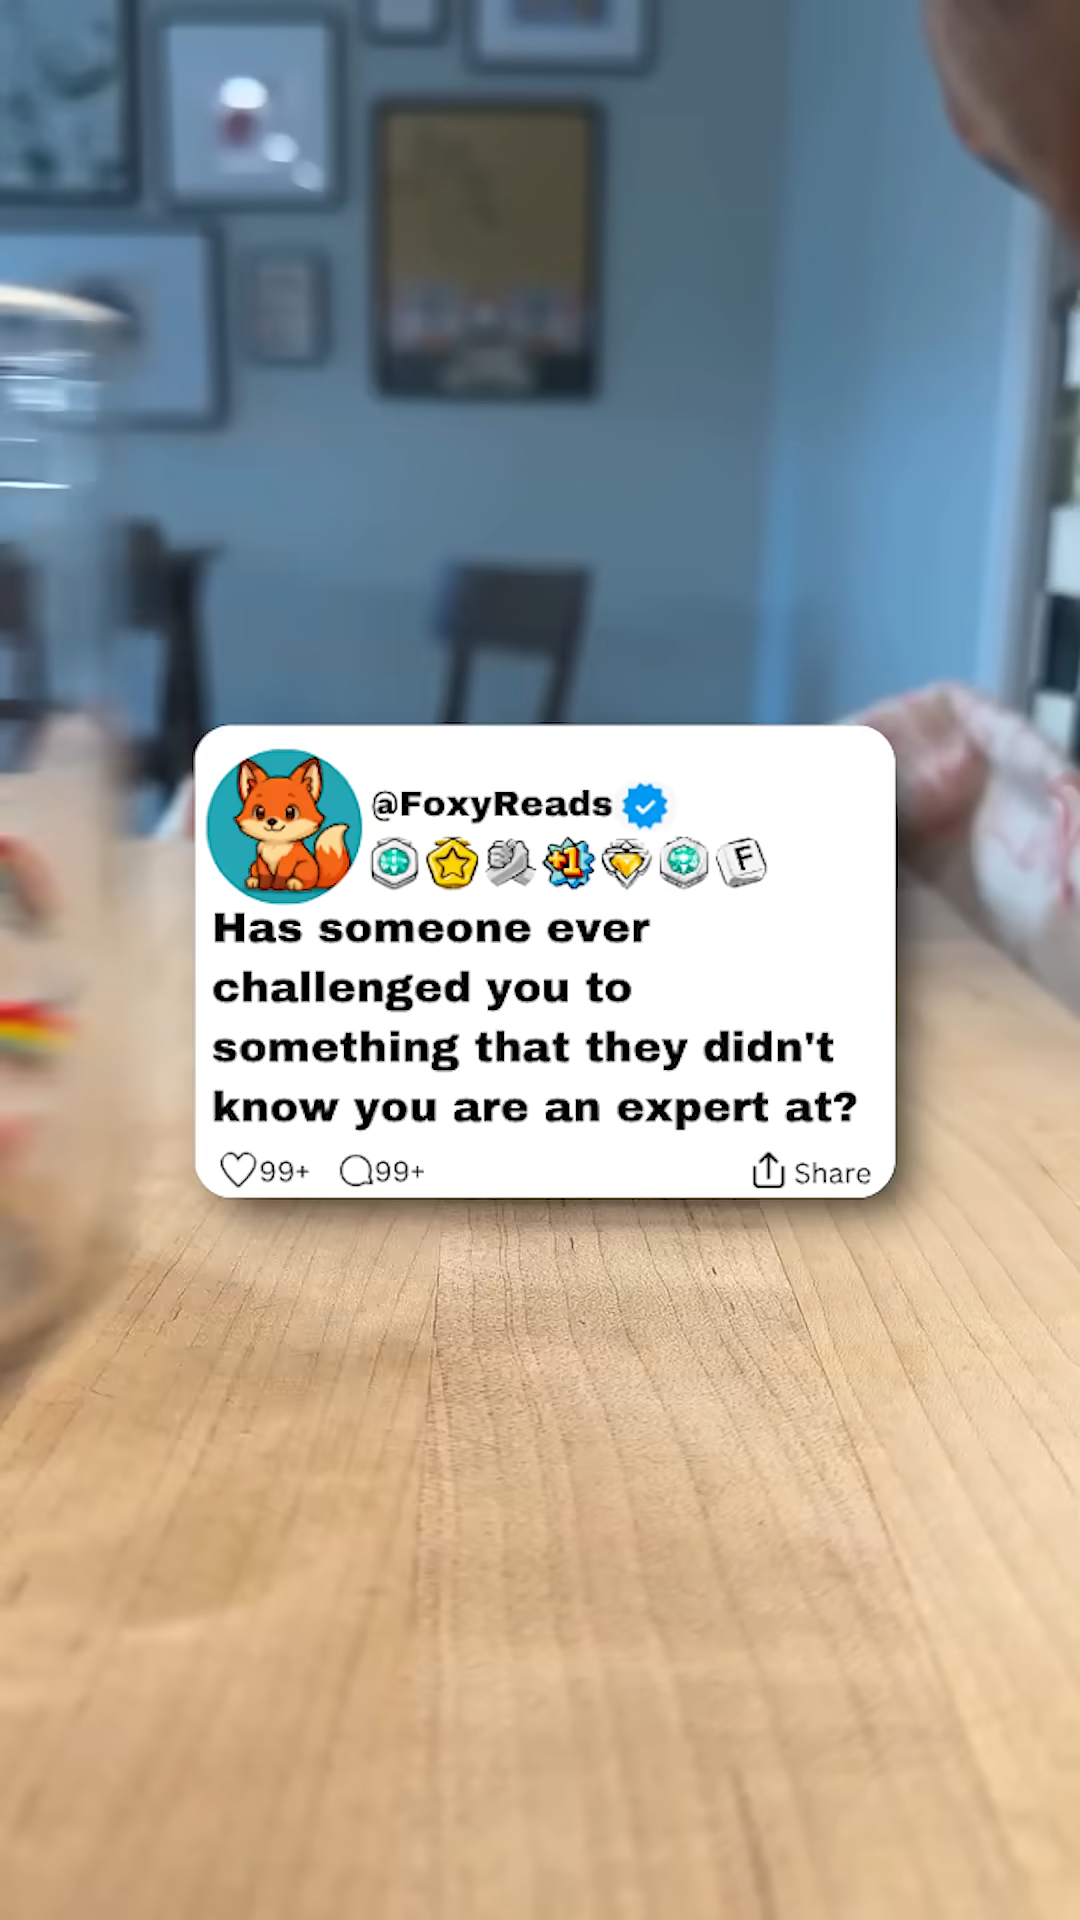 @FoxyReads
+1
F
Has someone ever
challenged you to
something that they didn't
know you are an expert at?
99+ 99+ Share